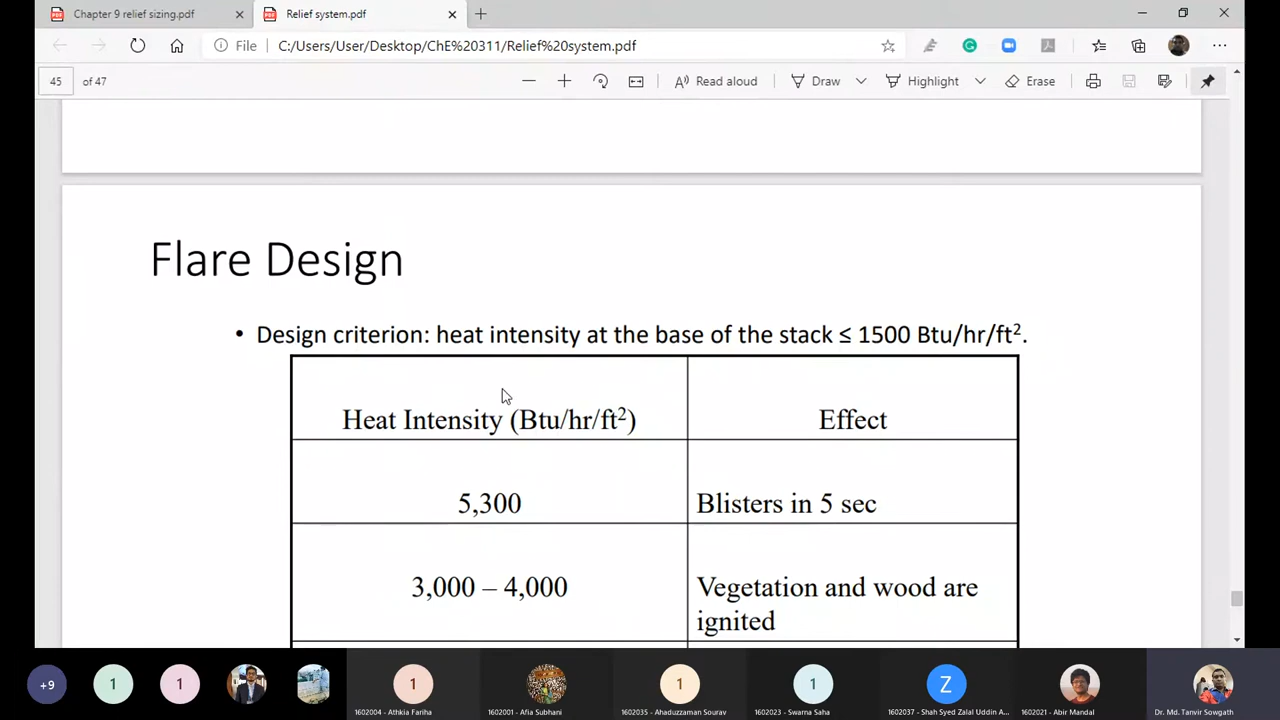 Chapter 9 relief sizing.pdf
Relief system.pdf
File
C:/Users/User/Desktop/ChE%20311/Relief%20system.pdf
45 of 47
Read aloud
Draw
Highlight
Erase
Flare Design
• Design criterion: heat intensity at the base of the stack ≤ 1500 Btu/hr/ft².
Heat Intensity (Btu/hr/ft²)
Effect
5,300
Blisters in 5 sec
3,000 – 4,000
Vegetation and wood are
ignited
+9
1
1
1
1
1
Z
1602004 - Athkia Fariha
1602001 - Afia Subhani
1602035 - Ahaduzzaman Sourav
1602023 - Swarna Saha
1602037 - Shah Syed Zalal Uddin A...
1602021 - Abir Mandal
Dr. Md. Tanvir Sowgath